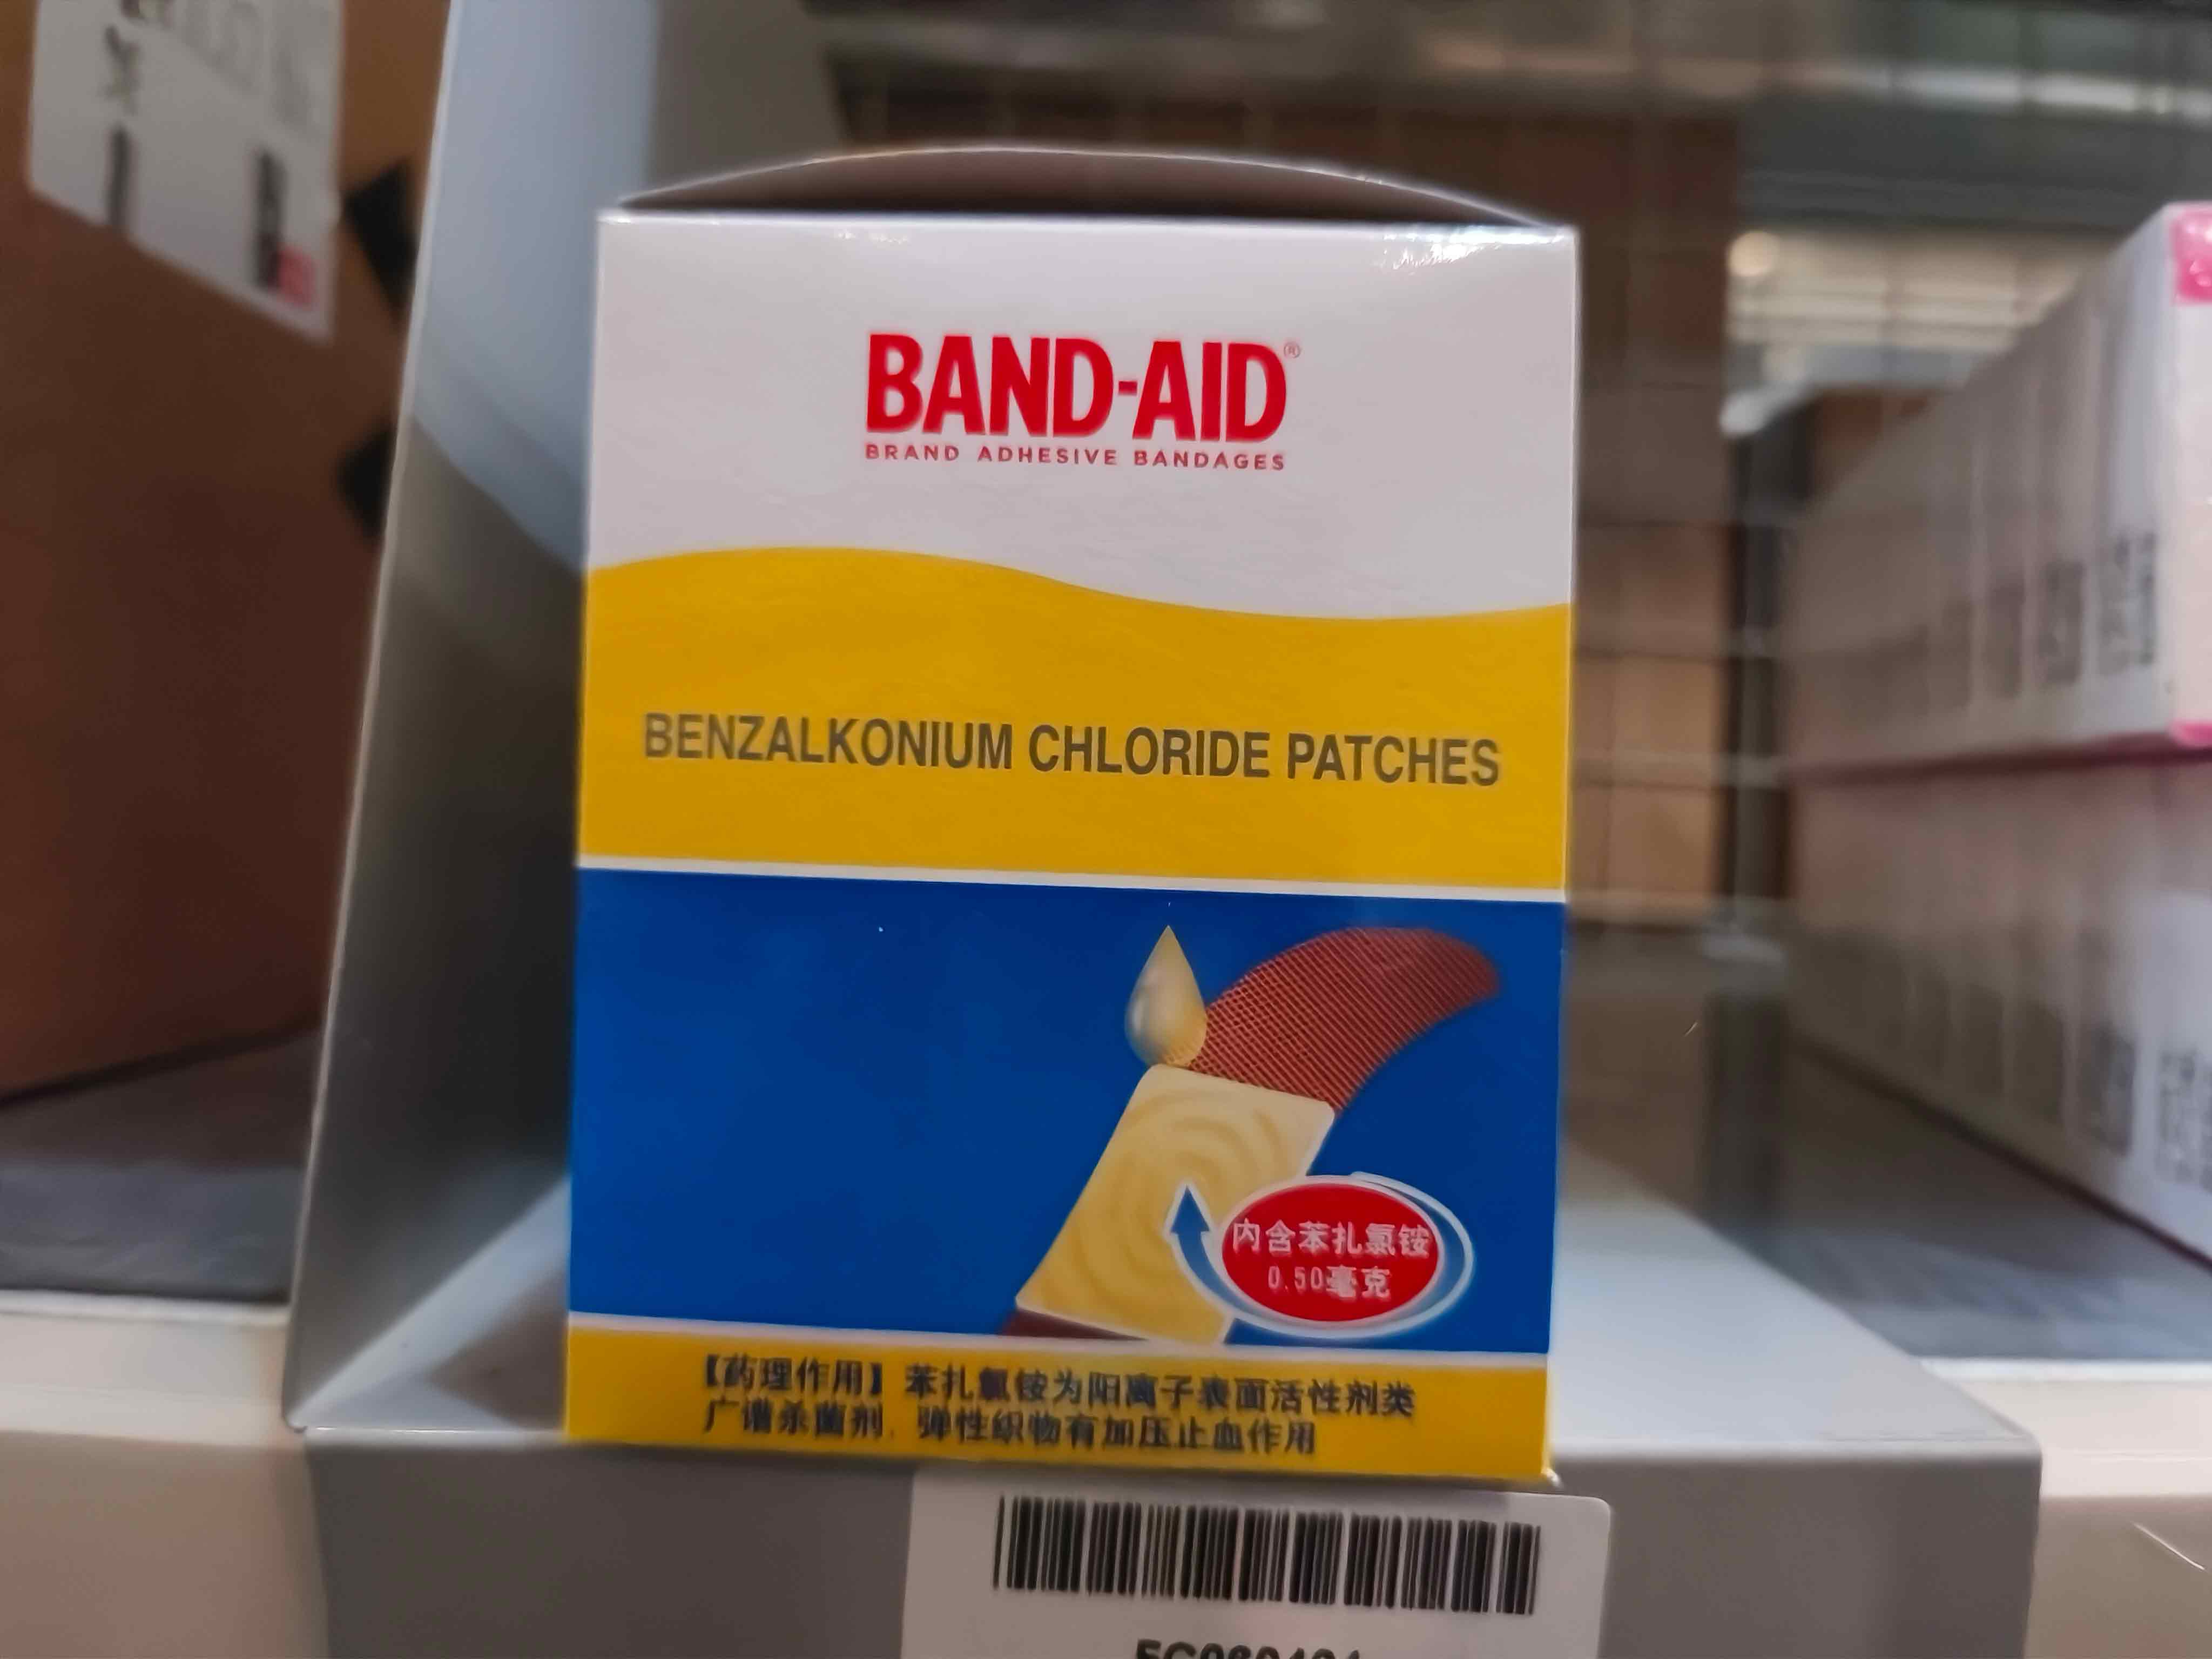 BAND-AID®
BRAND ADHESIVE BANDAGES
BENZALKONIUM CHLORIDE PATCHES
内含苯扎氯铵
0.50毫克
【药理作用】苯扎氯铵为阳离子表面活性剂类
广谱杀菌剂，弹性织物有加压止血作用